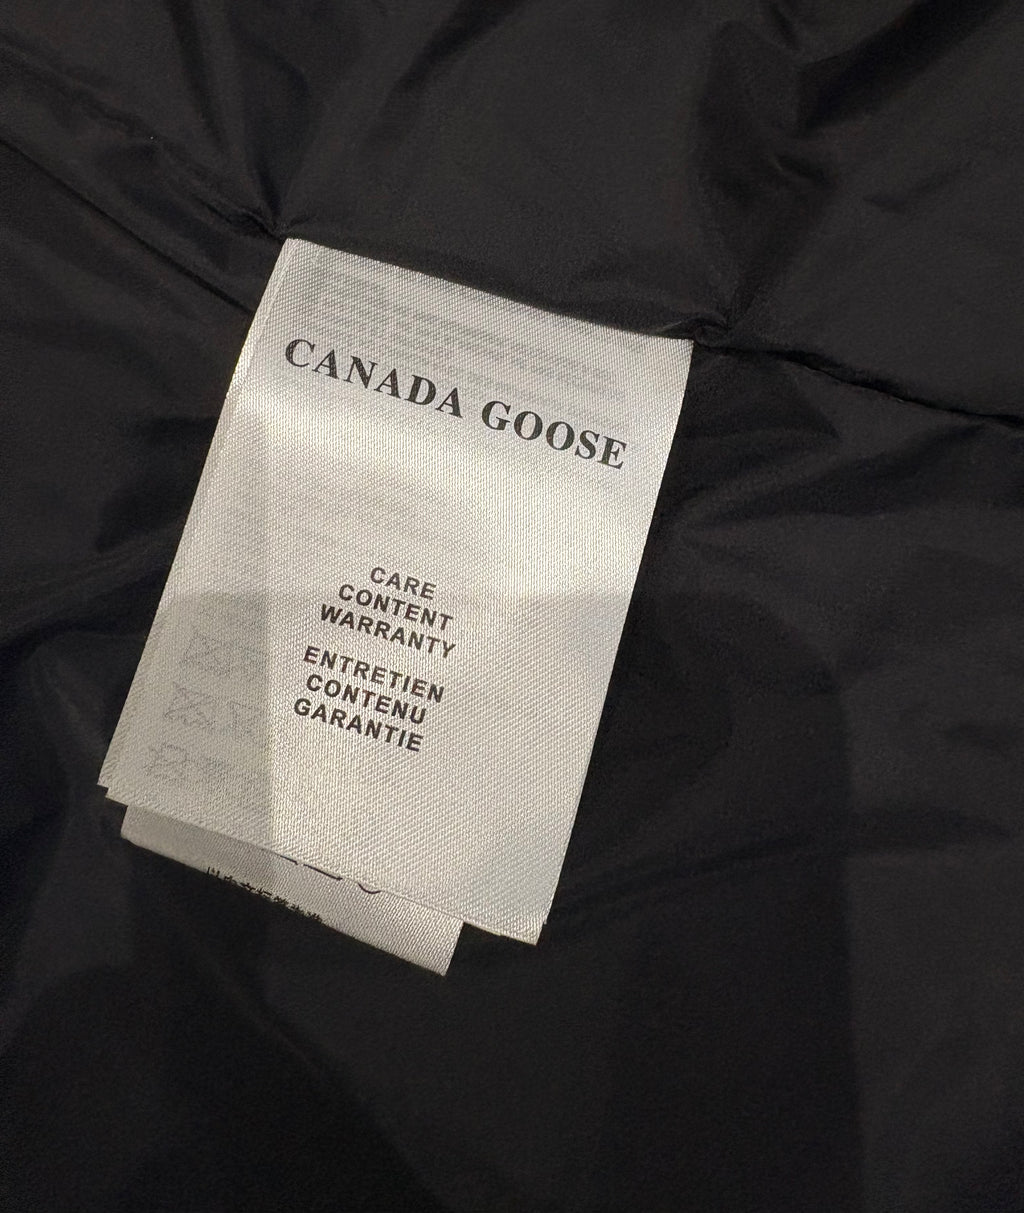 CANADA GOOSE
CARE
CONTENT
WARRANTY
ENTRETIEN
CONTENU
GARANTIE